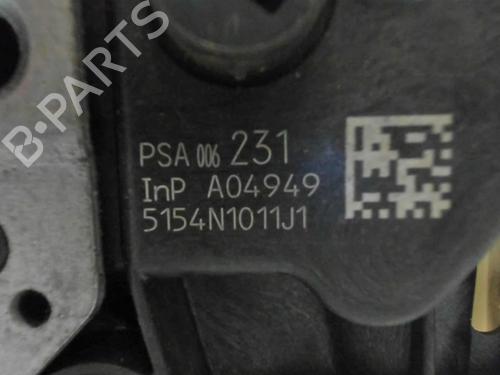 B-PARTS
PSA 006 231
InP A04949
5154N1011J1